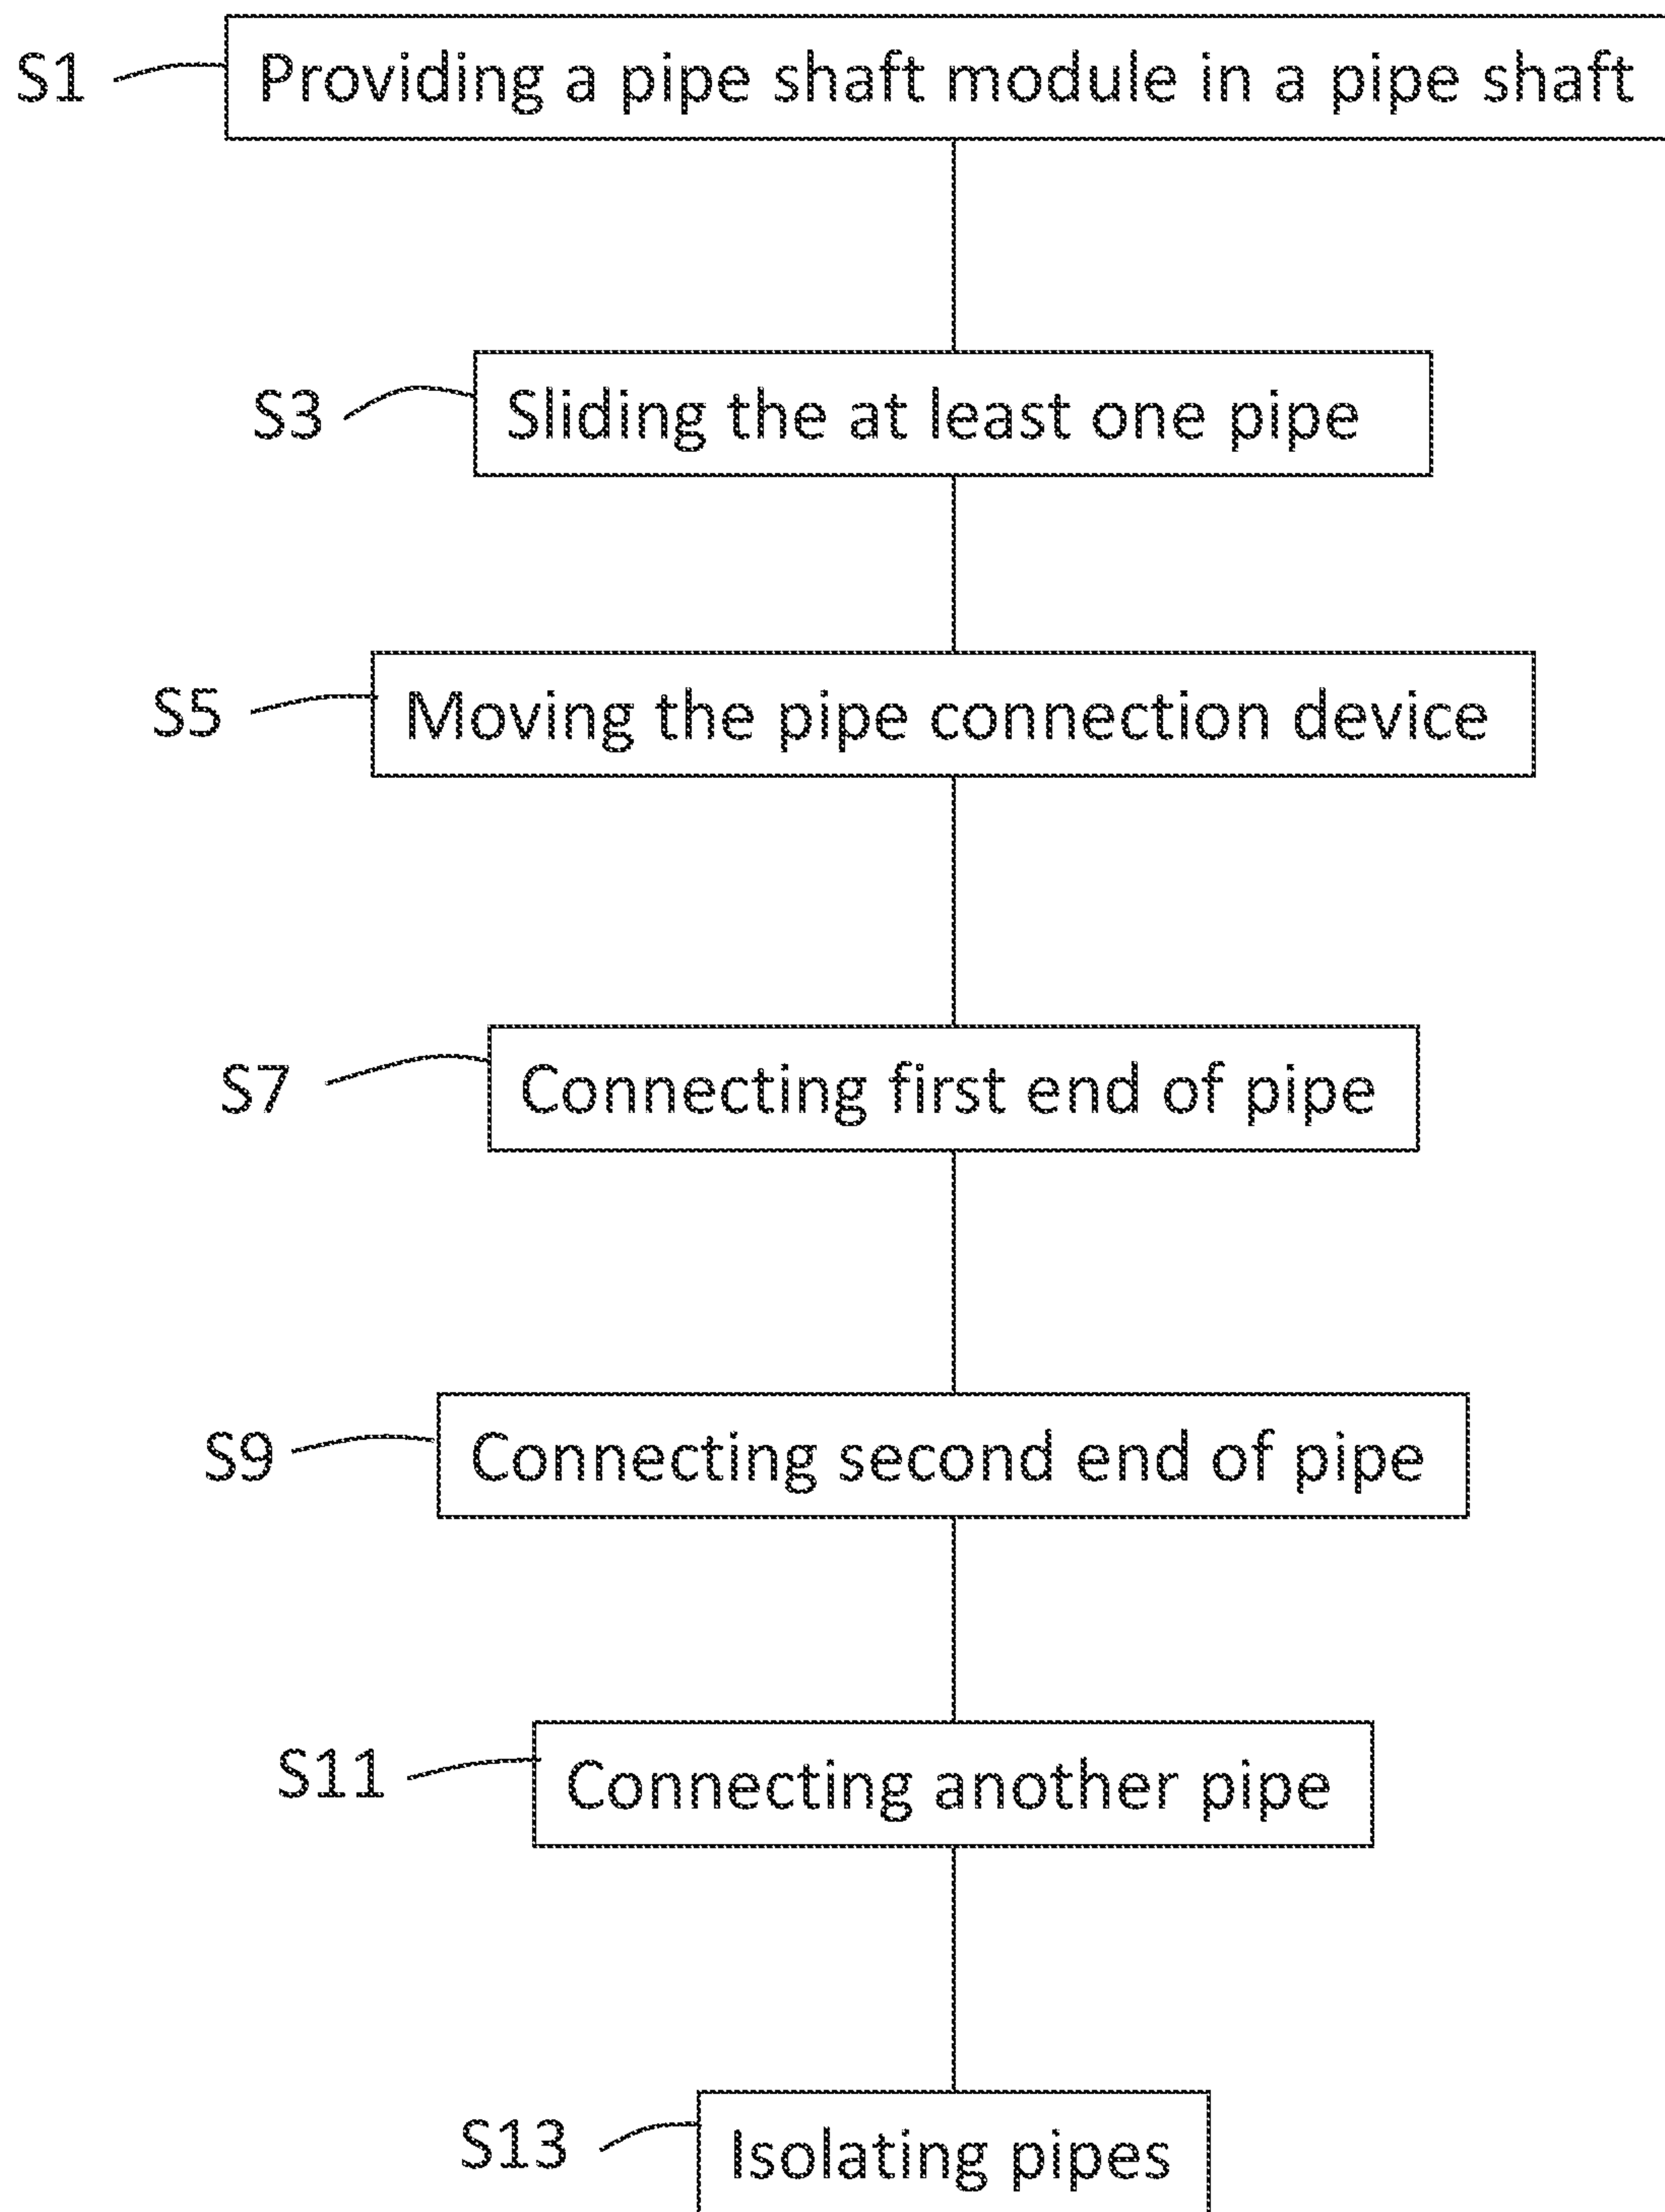 S1 Providing a pipe shaft module in a pipe shaft
S3 Sliding the at least one pipe
S5 Moving the pipe connection device
S7 Connecting first end of pipe
S9 Connecting second end of pipe
S11 Connecting another pipe
S13 Isolating pipes